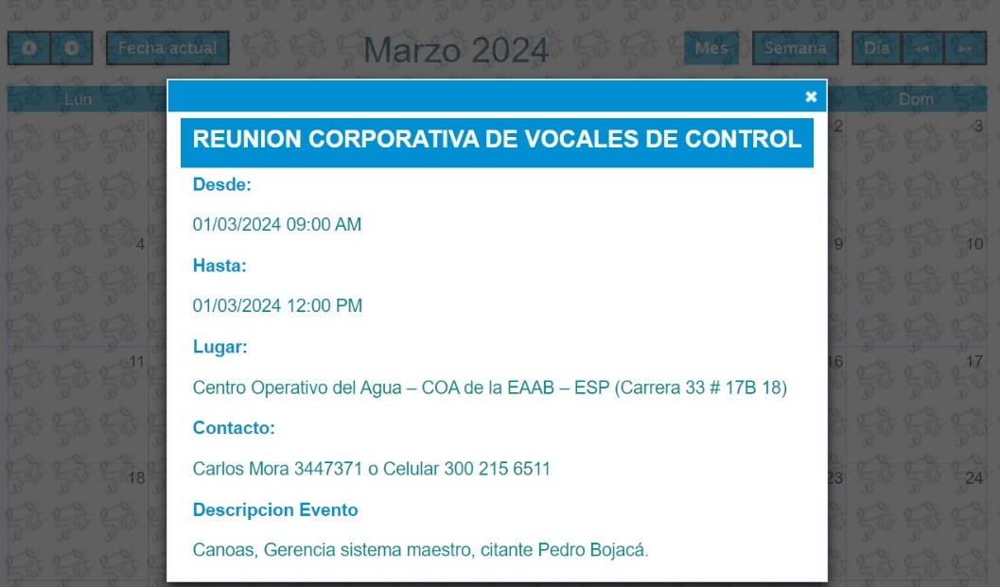 Fecha actual
Marzo 2024
Mes
Semana
Día
Lun
Dom
26
2
3
REUNION CORPORATIVA DE VOCALES DE CONTROL
Desde:
01/03/2024 09:00 AM
4
9
10
Hasta:
01/03/2024 12:00 PM
Lugar:
11
16
17
Centro Operativo del Agua – COA de la EAAB – ESP (Carrera 33 # 17B 18)
Contacto:
Carlos Mora 3447371 o Celular 300 215 6511
18
23
24
Descripcion Evento
Canoas, Gerencia sistema maestro, citante Pedro Bojacá.